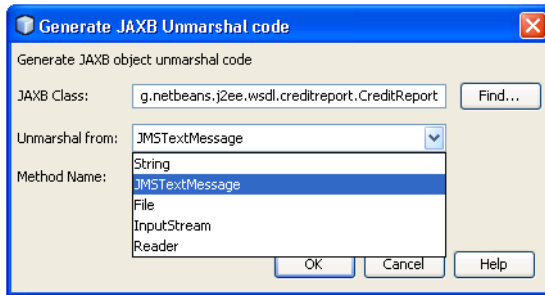 Generate JAXB Unmarshal code
Generate JAXB object unmarshal code
JAXB Class: g.netbeans.j2ee.wsdl.creditreport.CreditReport Find...
Unmarshal from: JMSTextMessage
String
Method Name: JMSTextMessage
File
InputStream
Reader
OK Cancel Help